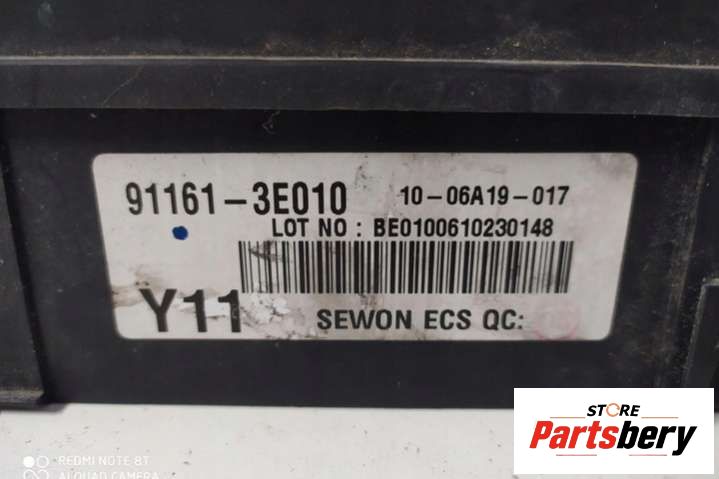 91161-3E010
10-06A19-017
LOT NO : BE0100610230148
Y11
SEWON ECS QC:
STORE
Partsbery
REDMI NOTE 8T
AI QUAD CAMERA